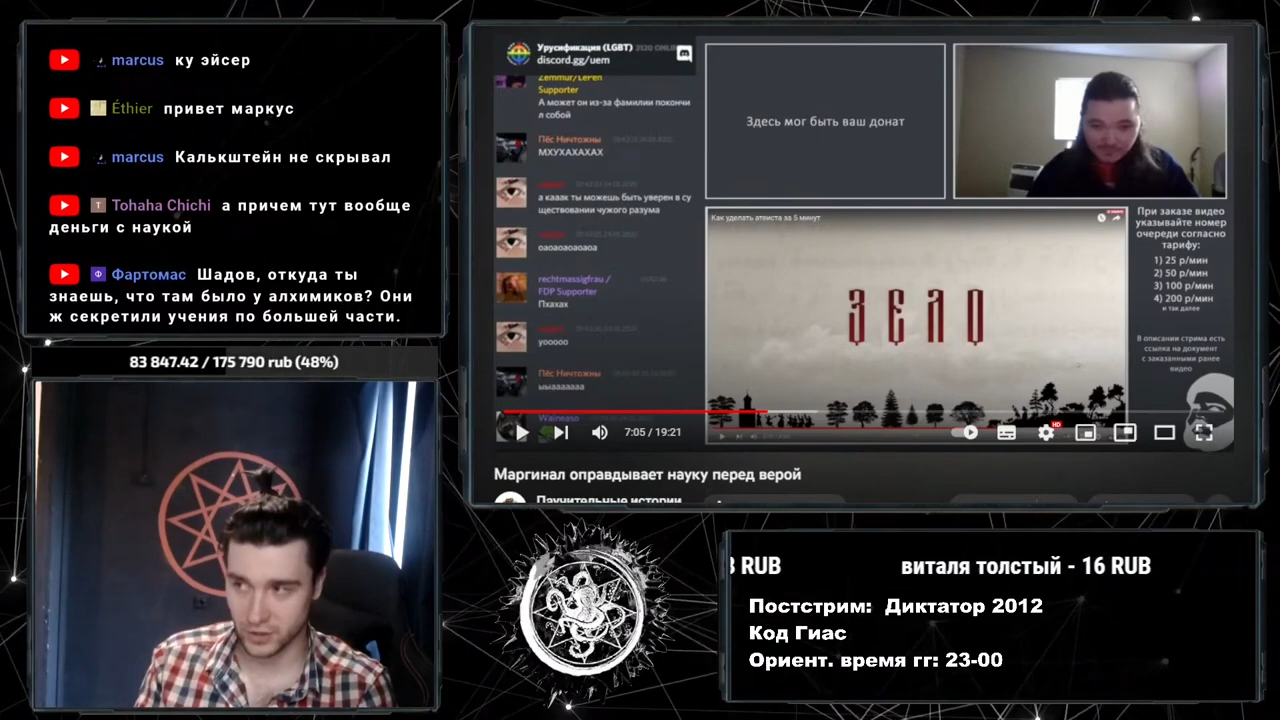 marcus ку эйсер
Éthier привет маркус
marcus Калькштейн не скрывал
Tohaha Chichi а причем тут вообще
деньги с наукой
Фартомас Шадов, откуда ты
знаешь, что там было у алхимиков? Они
ж секретили учения по большей части.
83 847.42 / 175 790 rub (48%)
Урусификация (LGBT)
discord.gg/uem
Zemmur/LePen
Supporter
А может он из-за фамилии покончи
л собой
Пёс Ничтожны
МХУХАХАХАХ
а кааак ты можешь быть уверен в су
ществовании чужого разума
оаоаоаоаоаоа
rechtmassigfrau /
FDP Supporter
Пхахах
уооооо
Пёс Ничтожны
ыыааааааа
Здесь мог быть ваш донат
Как уделать атеиста за 5 минут
ЗЕЛО
При заказе видео
указывайте номер
очереди согласно
тарифу:
1) 25 р/мин
2) 50 р/мин
3) 100 р/мин
4) 200 р/мин
и так далее
В описании стрима есть
ссылка на документ
с заказанными ранее
видео
7:05 / 19:21
HD
Маргинал оправдывает науку перед верой
Паучительные истории
RUB
виталя толстый - 16 RUB
Постстрим: Диктатор 2012
Код Гиас
Ориент. время гг: 23-00